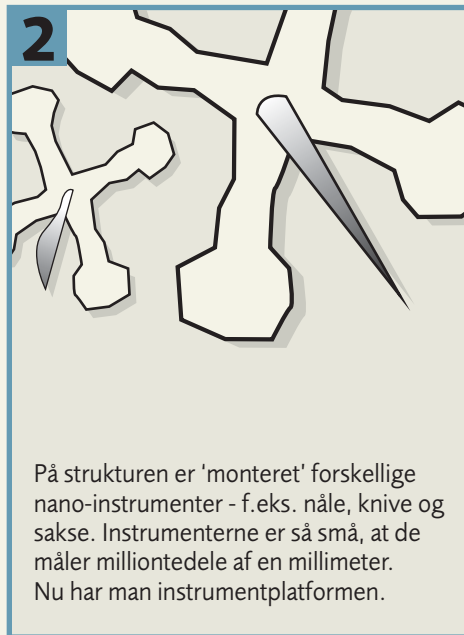 2
På strukturen er 'monteret' forskellige
nano-instrumenter - f.eks. nåle, knive og
sakse. Instrumenterne er så små, at de
måler milliontedele af en millimeter.
Nu har man instrumentplatformen.